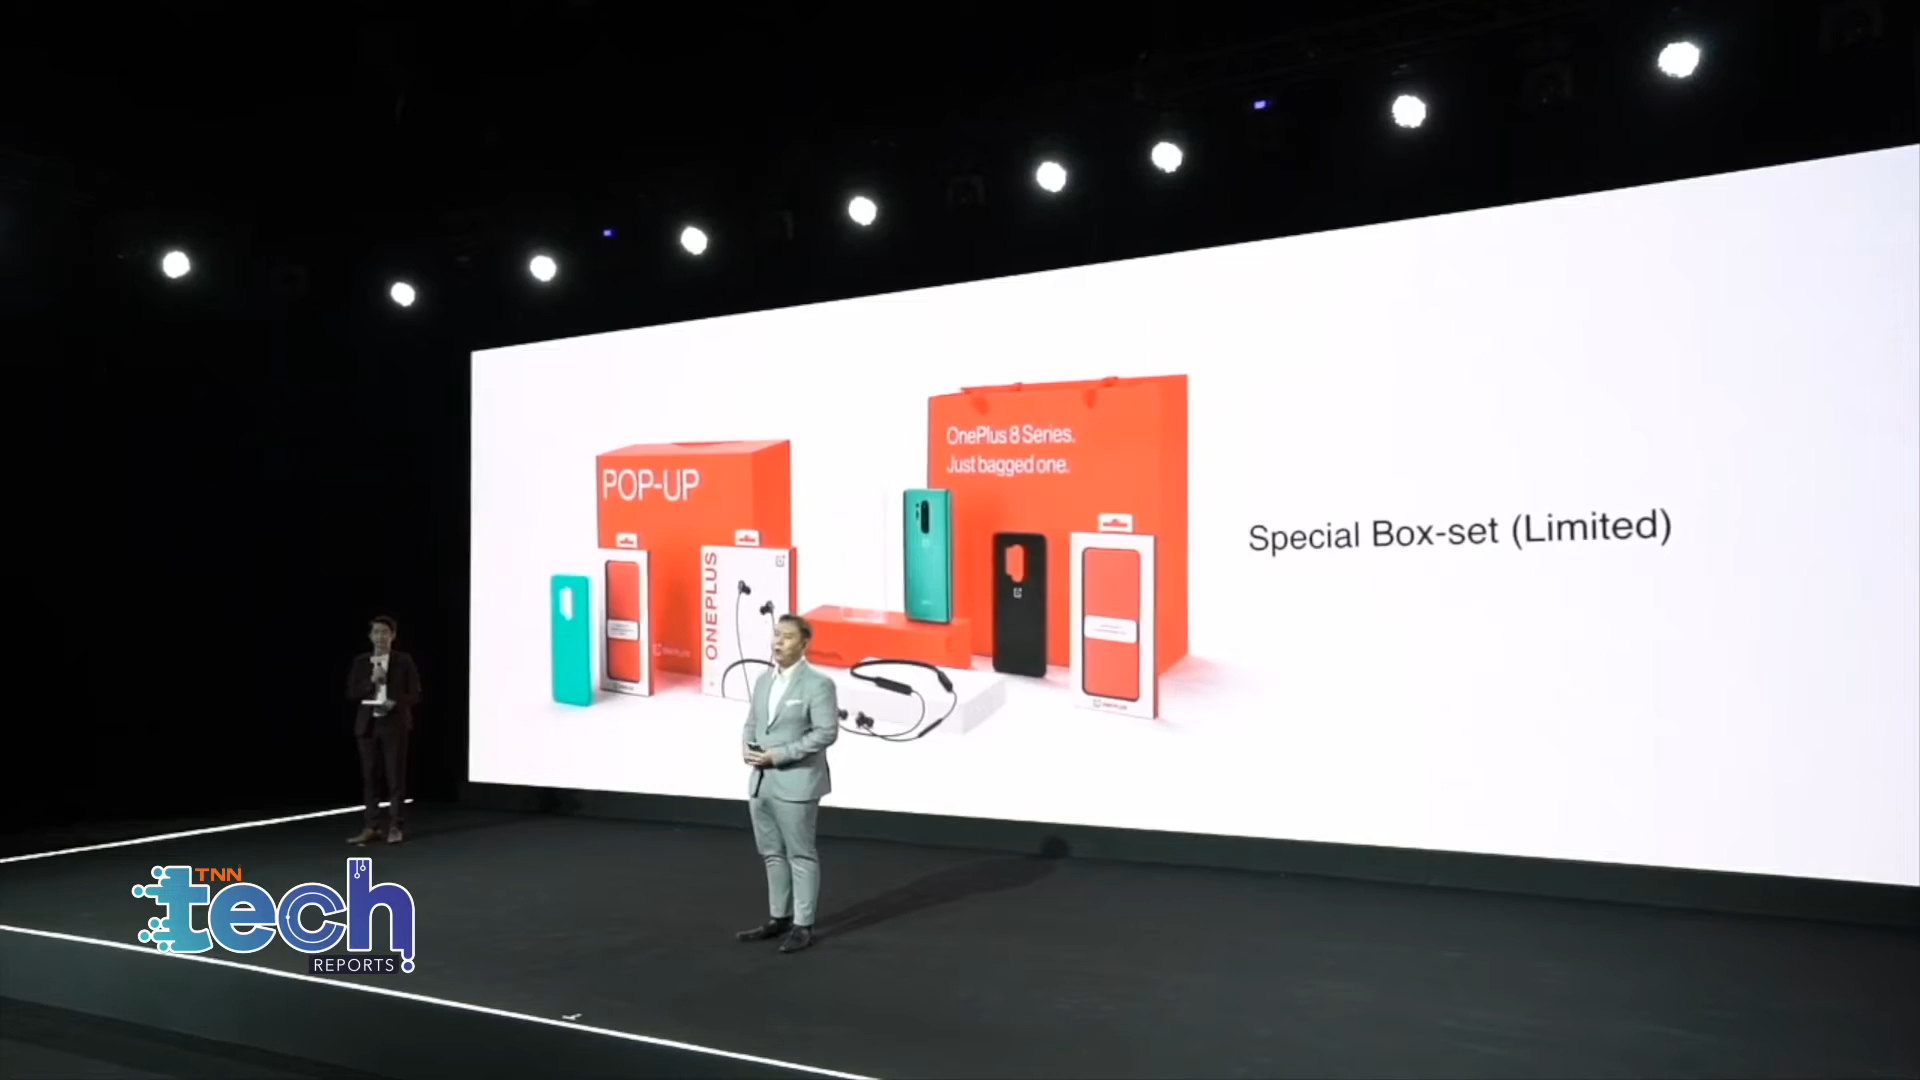 OnePlus 8 Series.
Just bagged one.
POP-UP
ONEPLUS
Special Box-set (Limited)
TNN
tech
REPORTS